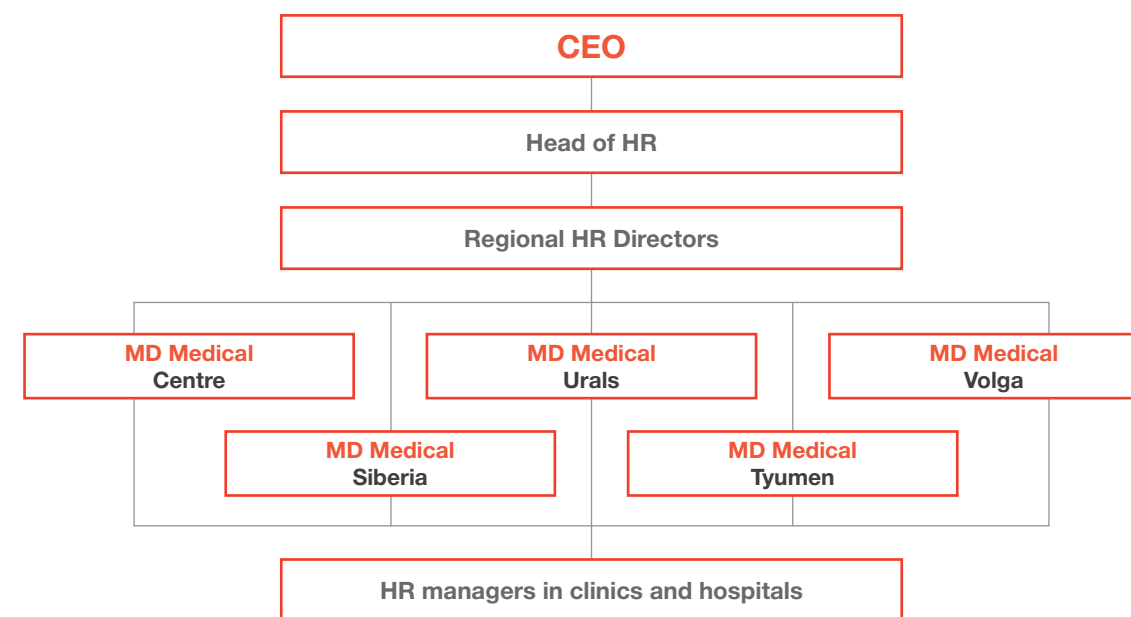 CEO
Head of HR
Regional HR Directors
MD Medical
Centre
MD Medical
Urals
MD Medical
Volga
MD Medical
Siberia
MD Medical
Tyumen
HR managers in clinics and hospitals